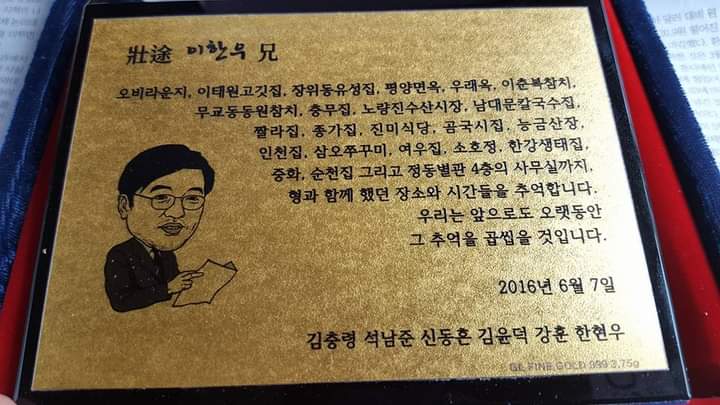 壯途 이한우 兄
오비라운지, 이태원고깃집, 장위동유성집, 평양면옥, 우래옥, 이춘복참치,
무교동동원참치, 충무집, 노량진수산시장, 남대문칼국수집,
짤라집, 종가집, 진미식당, 곰국시집, 능금산장,
인천집, 삼오쭈꾸미, 여우집, 소호정, 한강생태집,
중화, 순천집 그리고 정동별관 4층의 사무실까지,
형과 함께 했던 장소와 시간들을 추억합니다.
우리는 앞으로도 오랫동안
그 추억을 곱씹을 것입니다.
2016년 6월 7일
김충령 석남준 신동흔 김윤덕 강훈 한현우
FINE GOLD 999 3.75g